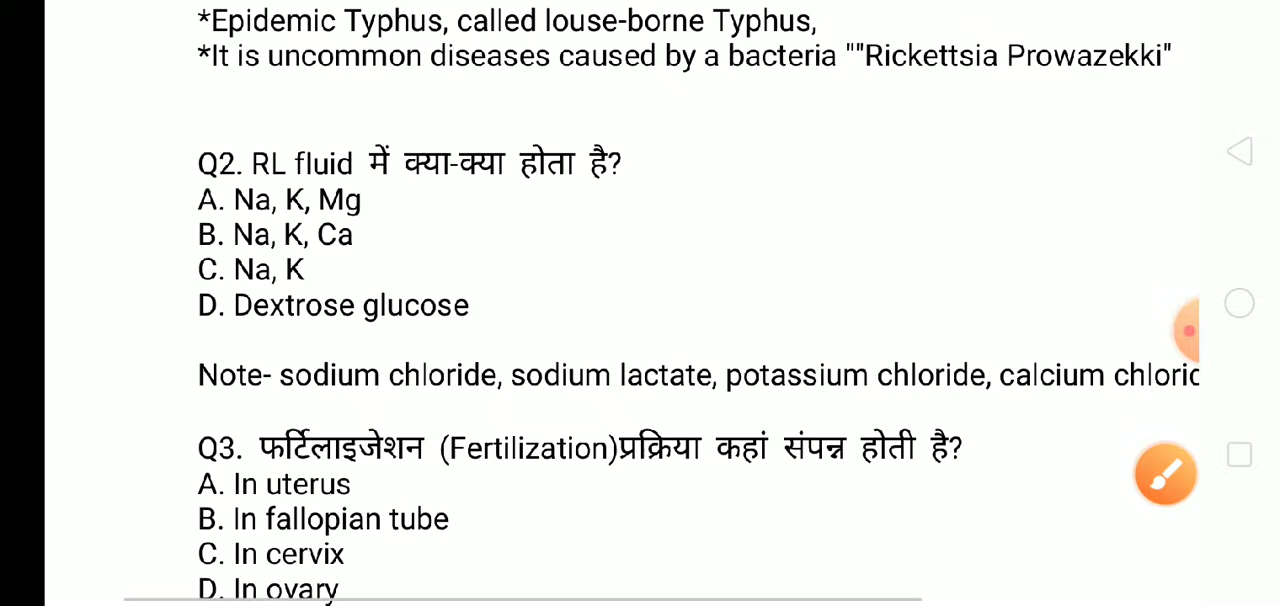 *Epidemic Typhus, called louse-borne Typhus,
*It is uncommon diseases caused by a bacteria ""Rickettsia Prowazekki"
Q2. RL fluid में क्या-क्या होता है?
A. Na, K, Mg
B. Na, K, Ca
C. Na, K
D. Dextrose glucose
Note- sodium chloride, sodium lactate, potassium chloride, calcium chloric
Q3. फर्टिलाइजेशन (Fertilization)प्रक्रिया कहां संपन्न होती है?
A. In uterus
B. In fallopian tube
C. In cervix
D. In ovary